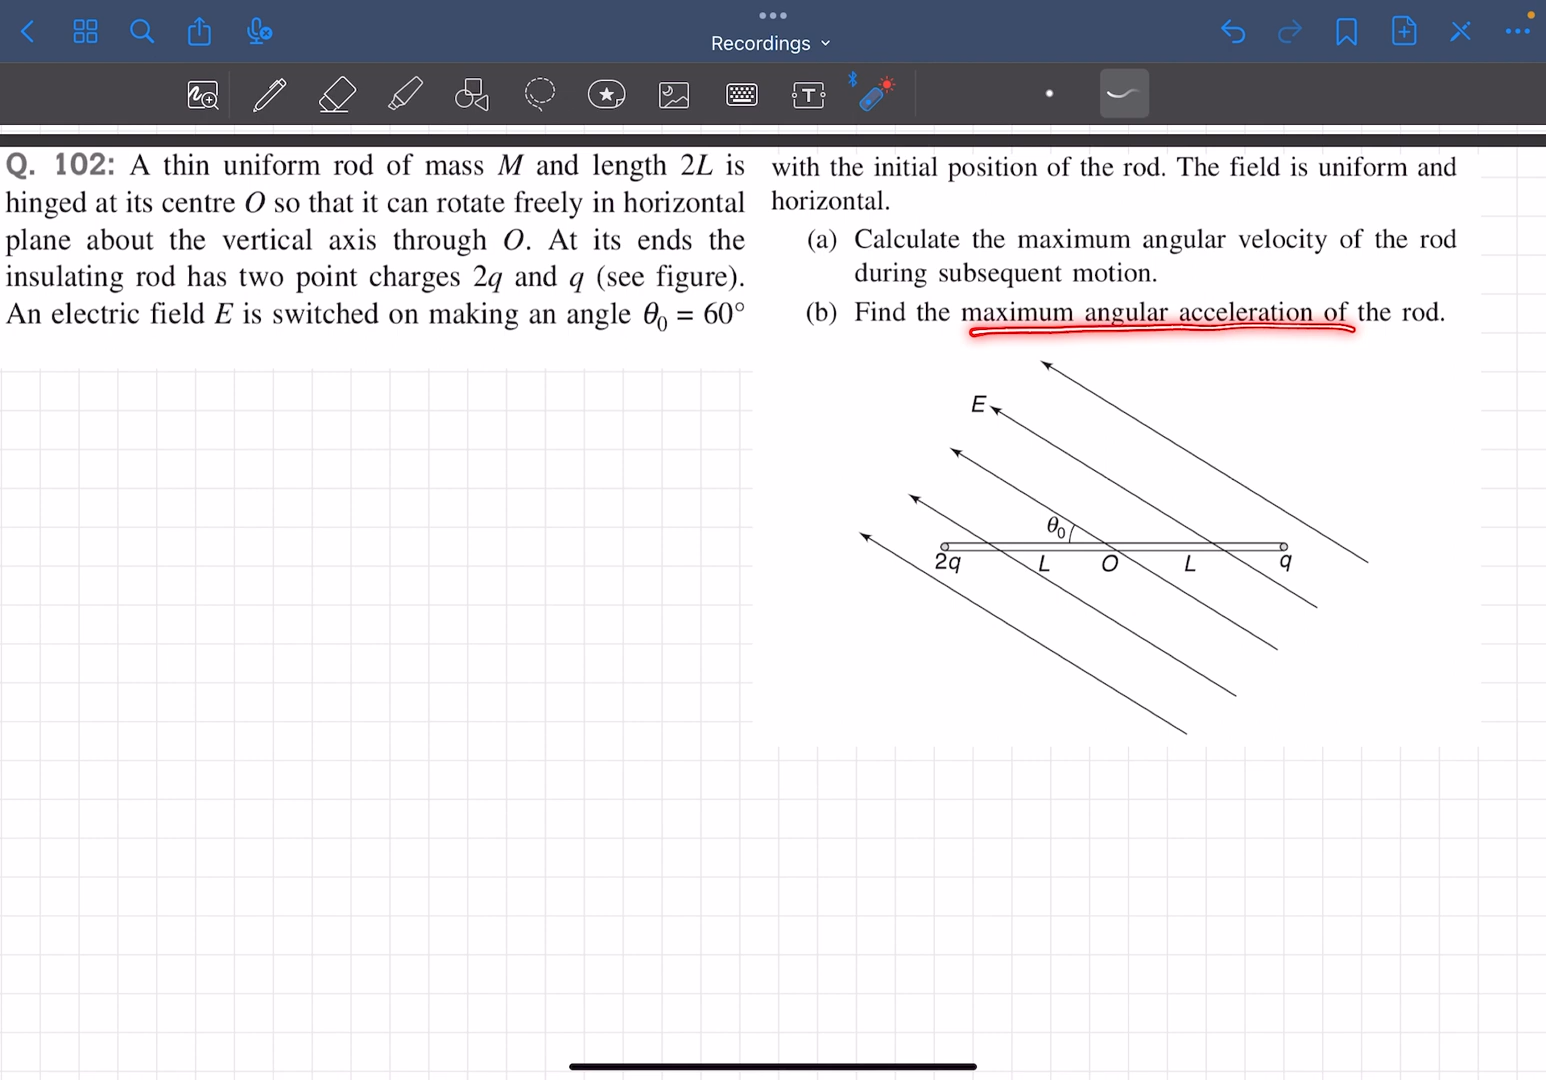 Recordings
Q. 102: A thin uniform rod of mass M and length 2L is
hinged at its centre O so that it can rotate freely in horizontal
plane about the vertical axis through O. At its ends the
insulating rod has two point charges 2q and q (see figure).
An electric field E is switched on making an angle θ₀ = 60°
with the initial position of the rod. The field is uniform and
horizontal.
(a) Calculate the maximum angular velocity of the rod
during subsequent motion.
(b) Find the maximum angular acceleration of the rod.
E
θ₀
2q L O L q